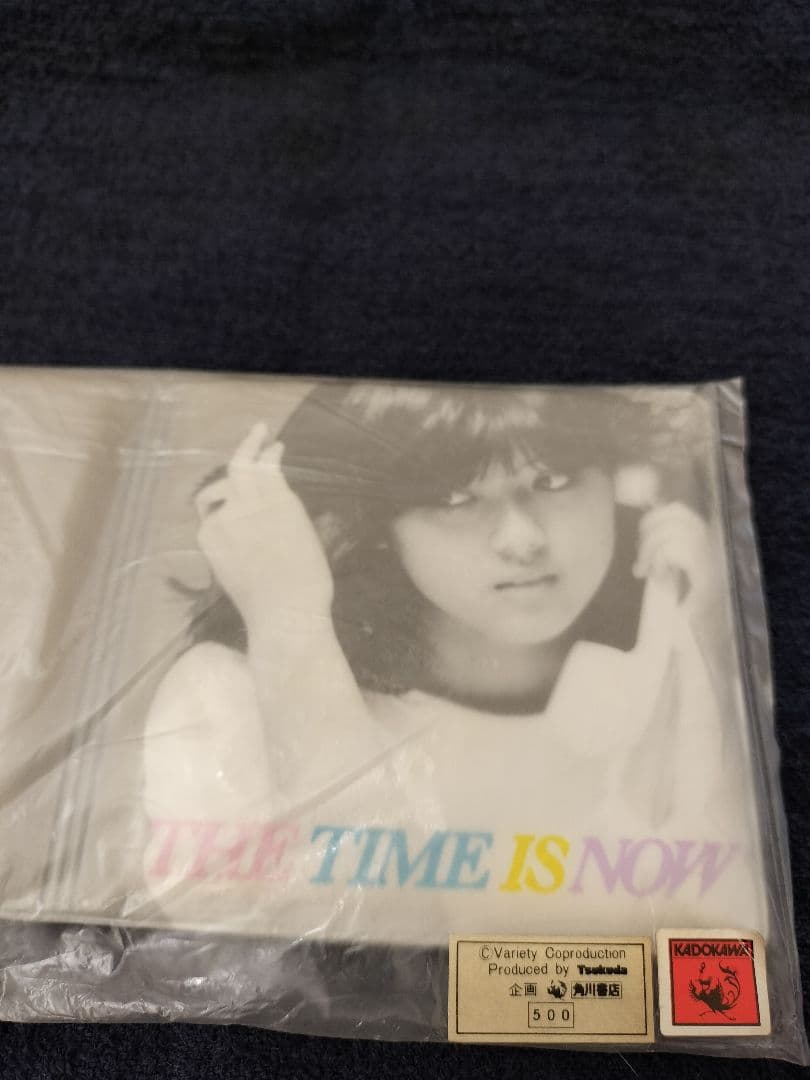 THE TIME IS NOW
©Variety Coproduction
Produced by Tsukuda
企画 角川書店
500
KADOKAWA